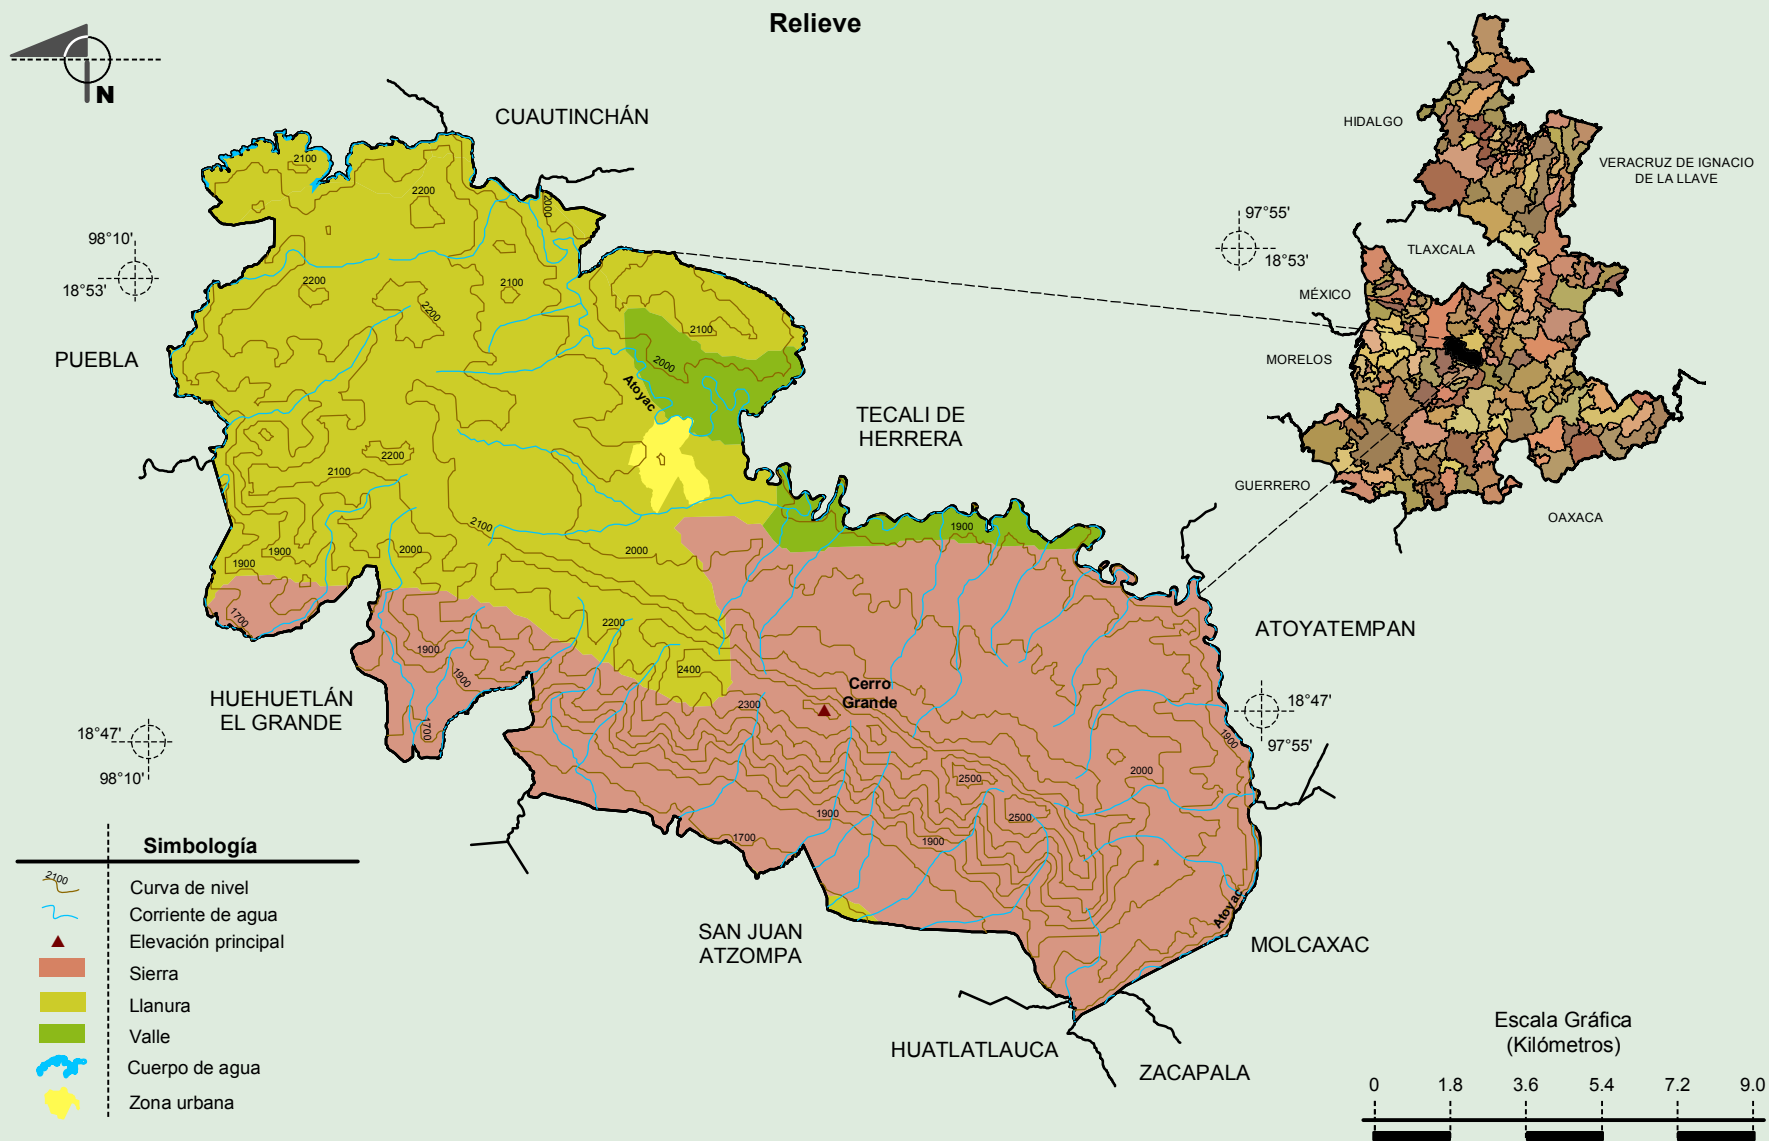 Relieve
N
CUAUTINCHÁN
HIDALGO
VERACRUZ DE IGNACIO
DE LA LLAVE
TLAXCALA
MÉXICO
MORELOS
GUERRERO
OAXACA
98°10'
18°53'
97°55'
18°53'
PUEBLA
2100
2200
2000
2200
2100
2200
2100
2000
Atoyac
TECALI DE
HERRERA
2200
2100
2100
1900
1900
2000
2000
1900
1900
1700
2200
ATOYATEMPAN
1900
1900
2400
HUEHUETLÁN
EL GRANDE
Cerro
Grande
2300
1700
1900
18°47'
97°55'
18°47'
98°10'
2000
2500
2500
1900
1900
1700
Atoyac
SAN JUAN
ATZOMPA
MOLCAXAC
HUATLATLAUCA
ZACAPALA
Simbología
2100
Curva de nivel
Corriente de agua
Elevación principal
Sierra
Llanura
Valle
Cuerpo de agua
Zona urbana
Escala Gráfica
(Kilómetros)
0 1.8 3.6 5.4 7.2 9.0